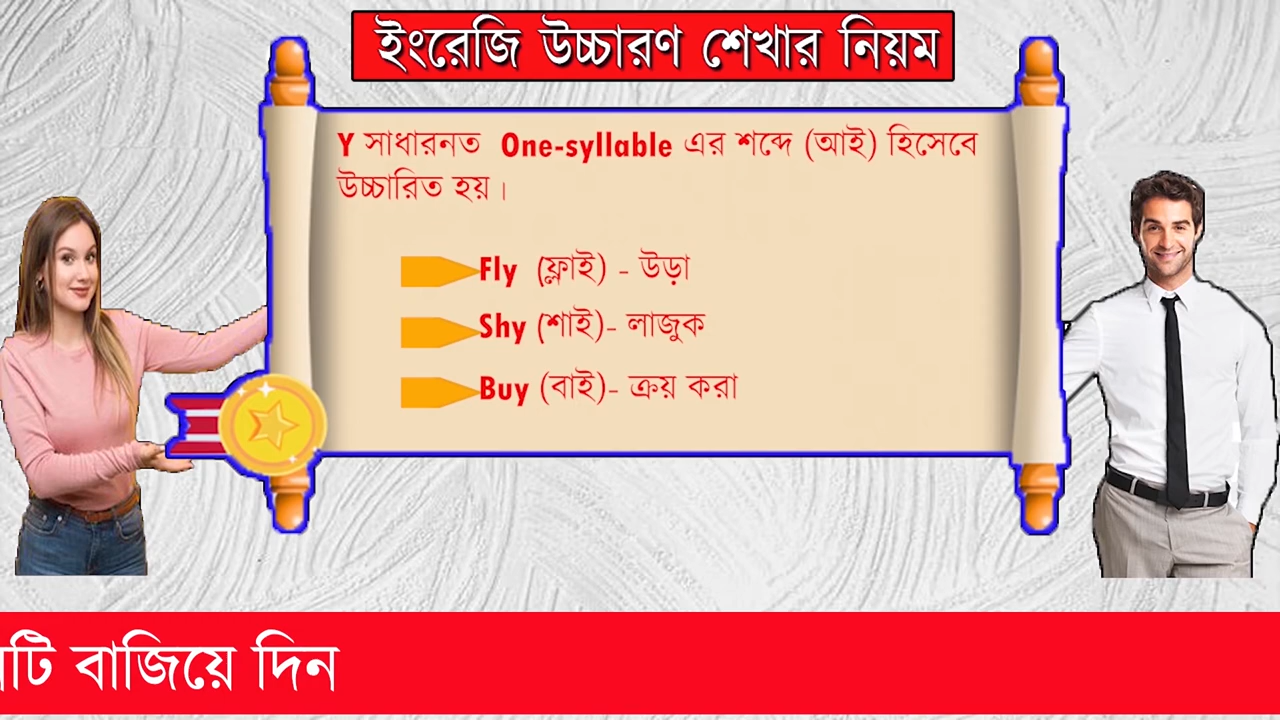 ইংরেজি উচ্চারণ শেখার নিয়ম
Y সাধারনত One-syllable এর শব্দে (আই) হিসেবে
উচ্চারিত হয়।
Fly (ফ্লাই) - উড়া
Shy (শাই)- লাজুক
Buy (বাই)- ক্রয় করা
বাজিয়ে দিন